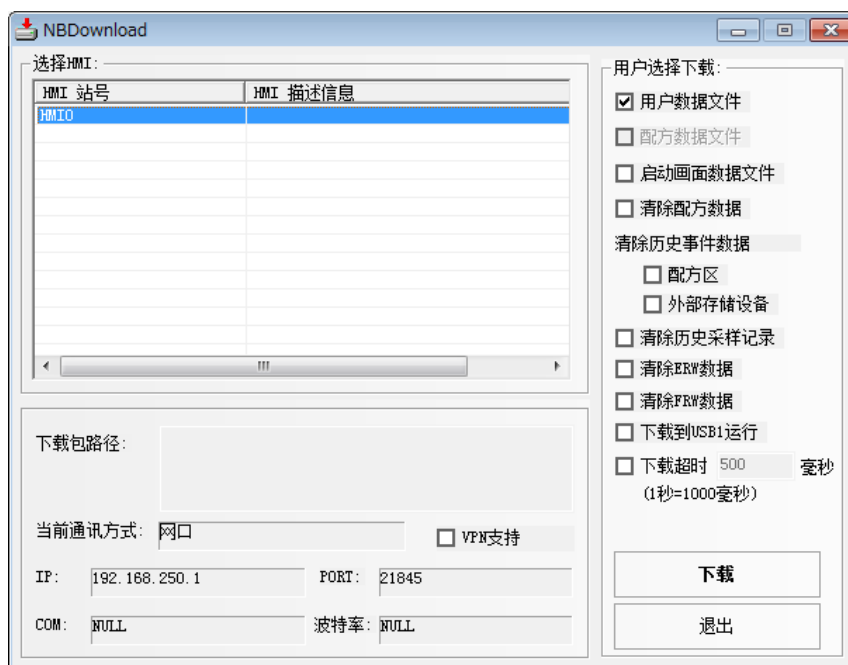 NBDownload
选择HMI:
HMI 站号 HMI 描述信息
HMI0
下载包路径:
当前通讯方式: 网口
VPN支持
IP: 192.168.250.1 PORT: 21845
COM: NULL 波特率: NULL
用户选择下载:
用户数据文件
配方数据文件
启动画面数据文件
清除配方数据
清除历史事件数据
配方区
外部存储设备
清除历史采样记录
清除ERW数据
清除FRW数据
下载到USB1运行
下载超时 500 毫秒
(1秒=1000毫秒)
下载
退出